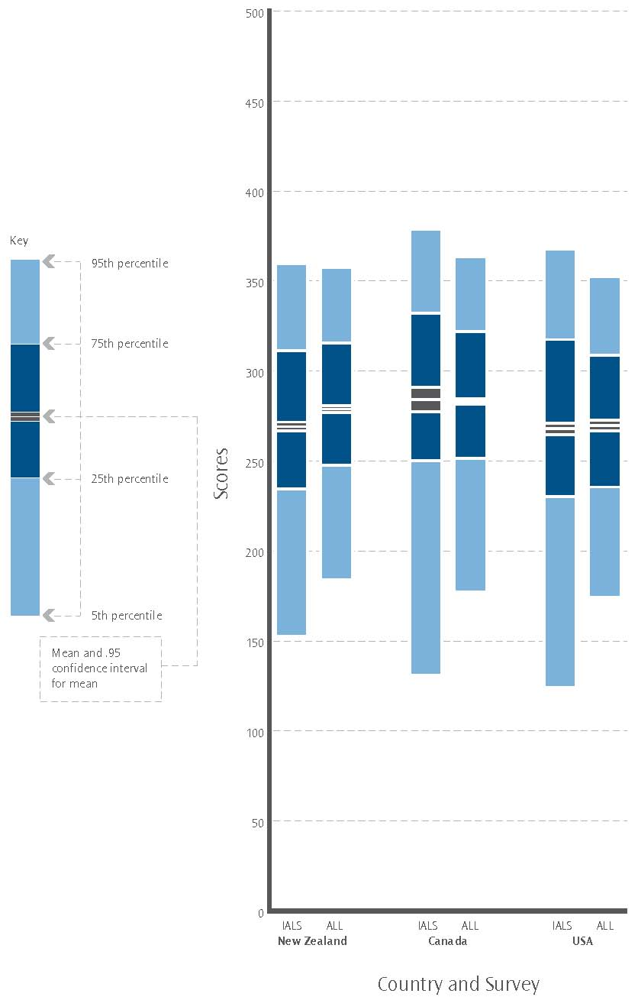 Key
95th percentile
75th percentile
25th percentile
5th percentile
Mean and .95
confidence interval
for mean
Scores
500
450
400
350
300
250
200
150
100
50
0
IALS ALL IALS ALL IALS ALL
New Zealand Canada USA
Country and Survey